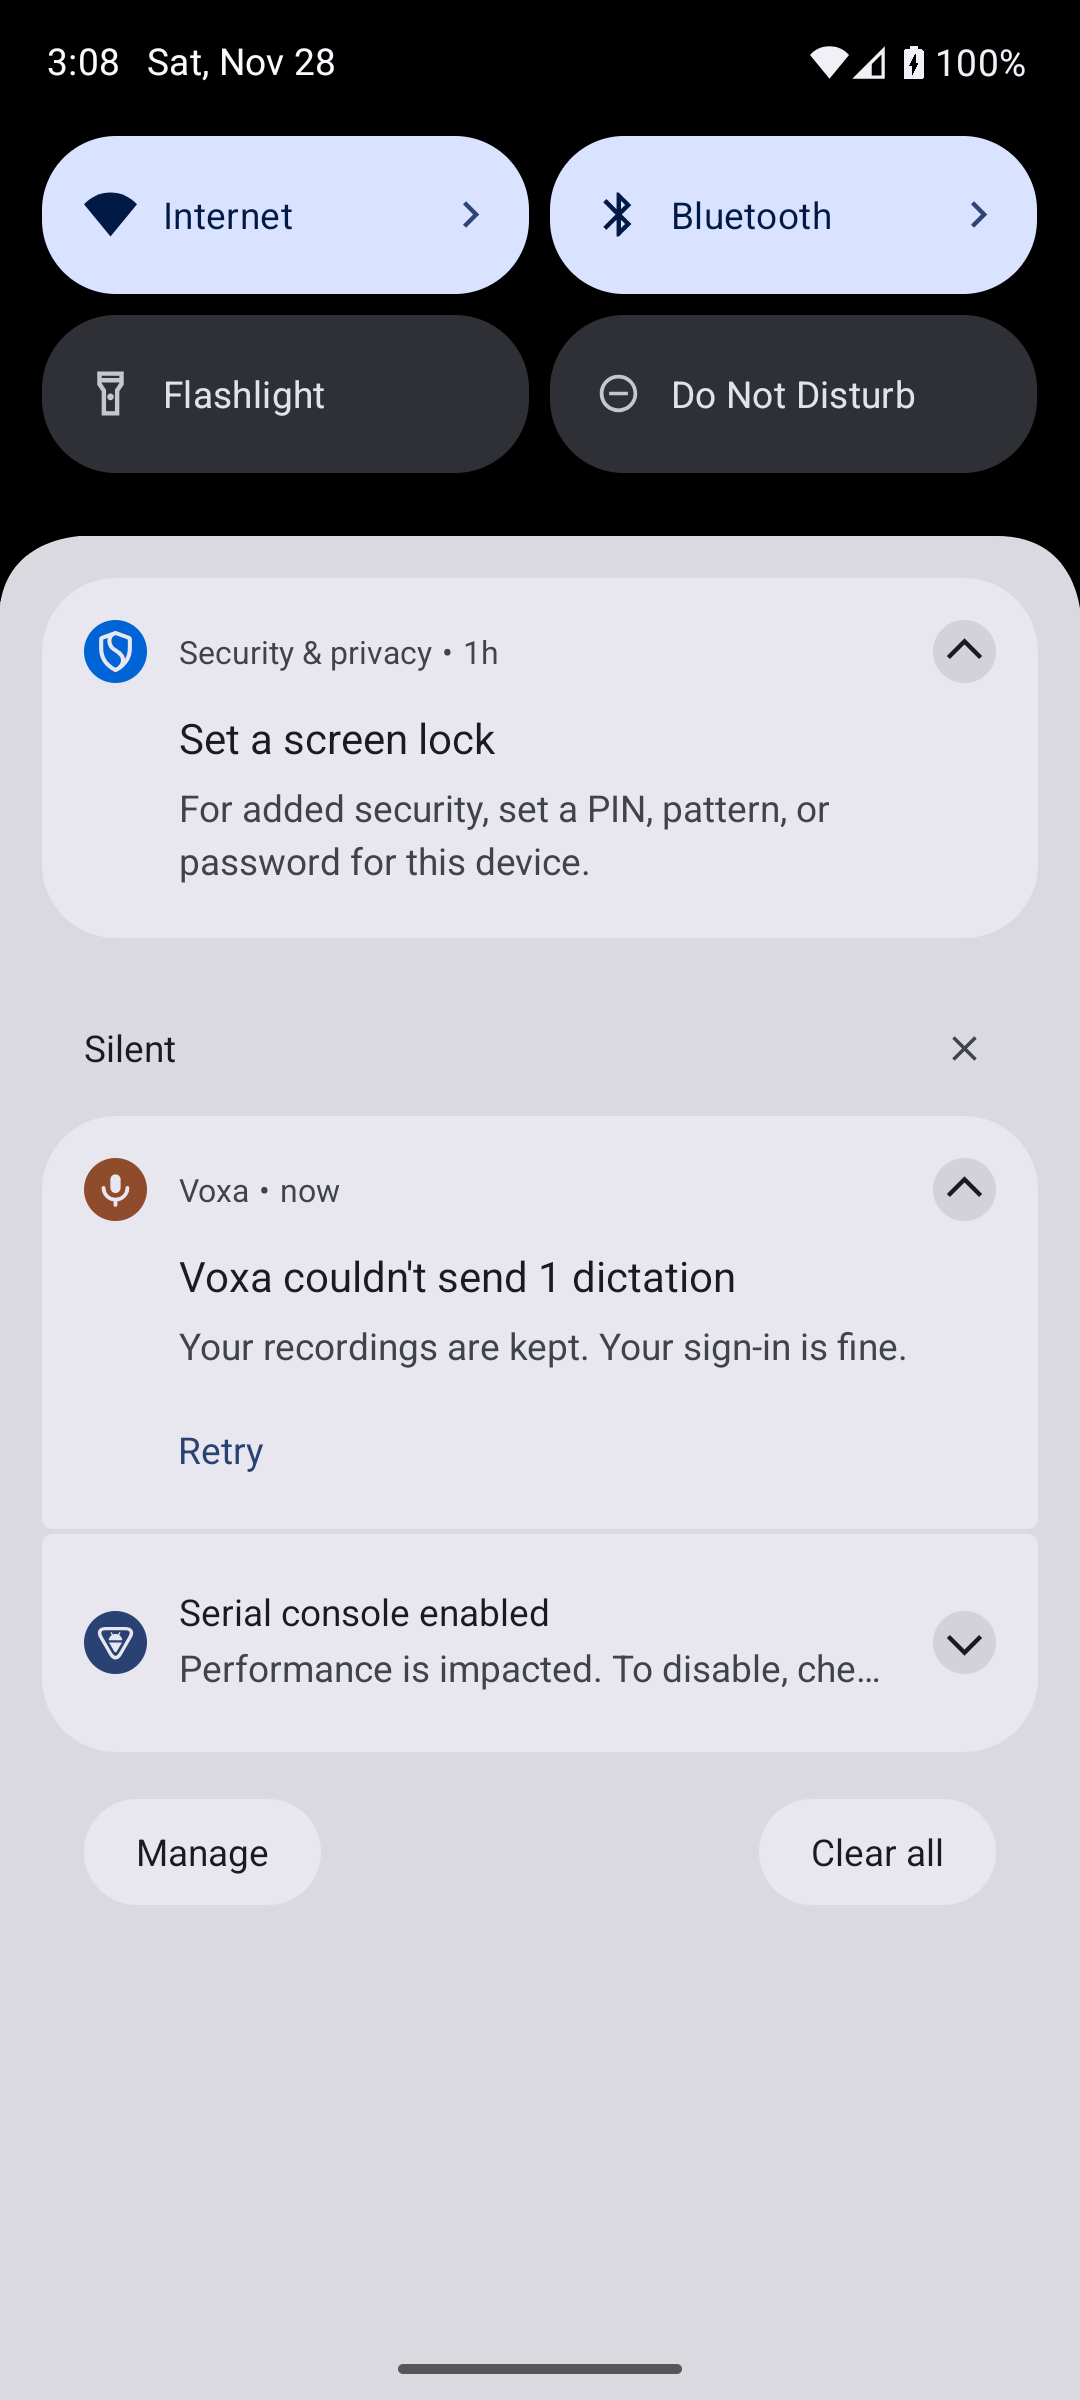 3:08 Sat, Nov 28 100%
Internet Bluetooth
Flashlight Do Not Disturb
Security & privacy • 1h
Set a screen lock
For added security, set a PIN, pattern, or
password for this device.
Silent
Voxa • now
Voxa couldn't send 1 dictation
Your recordings are kept. Your sign-in is fine.
Retry
Serial console enabled
Performance is impacted. To disable, che…
Manage Clear all